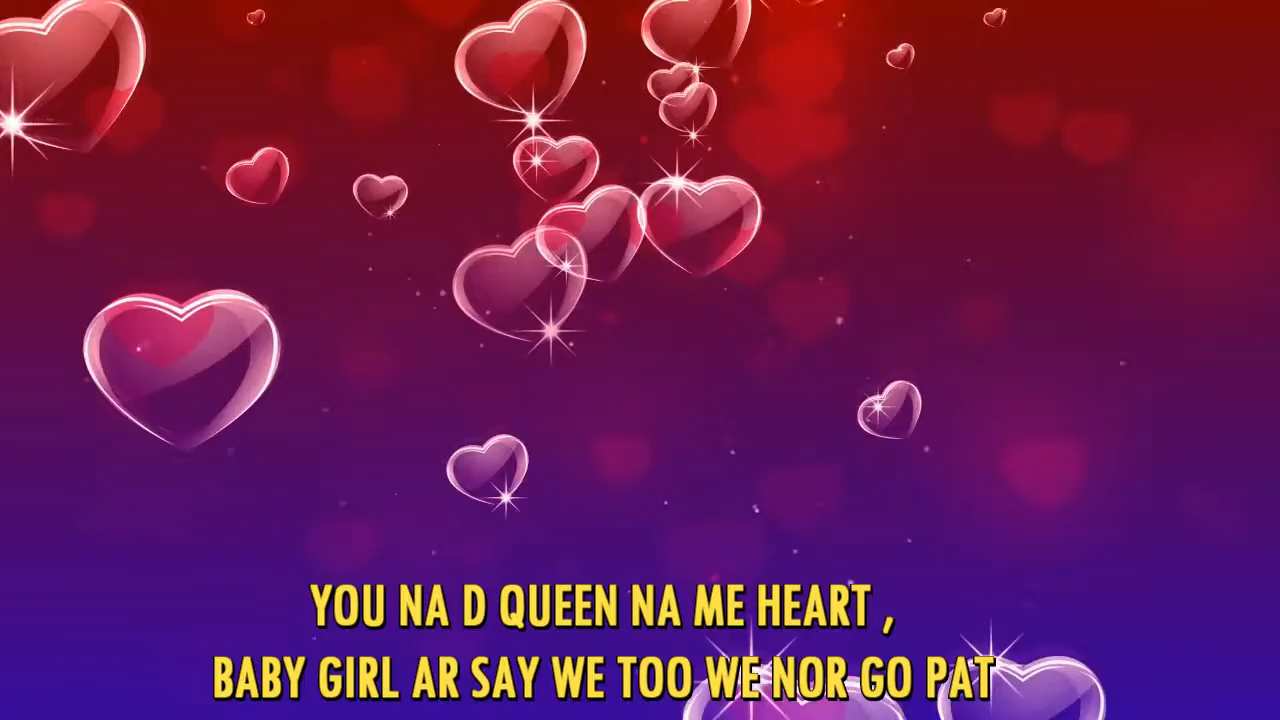 YOU NA D QUEEN NA ME HEART ,
BABY GIRL AR SAY WE TOO WE NOR GO PAT